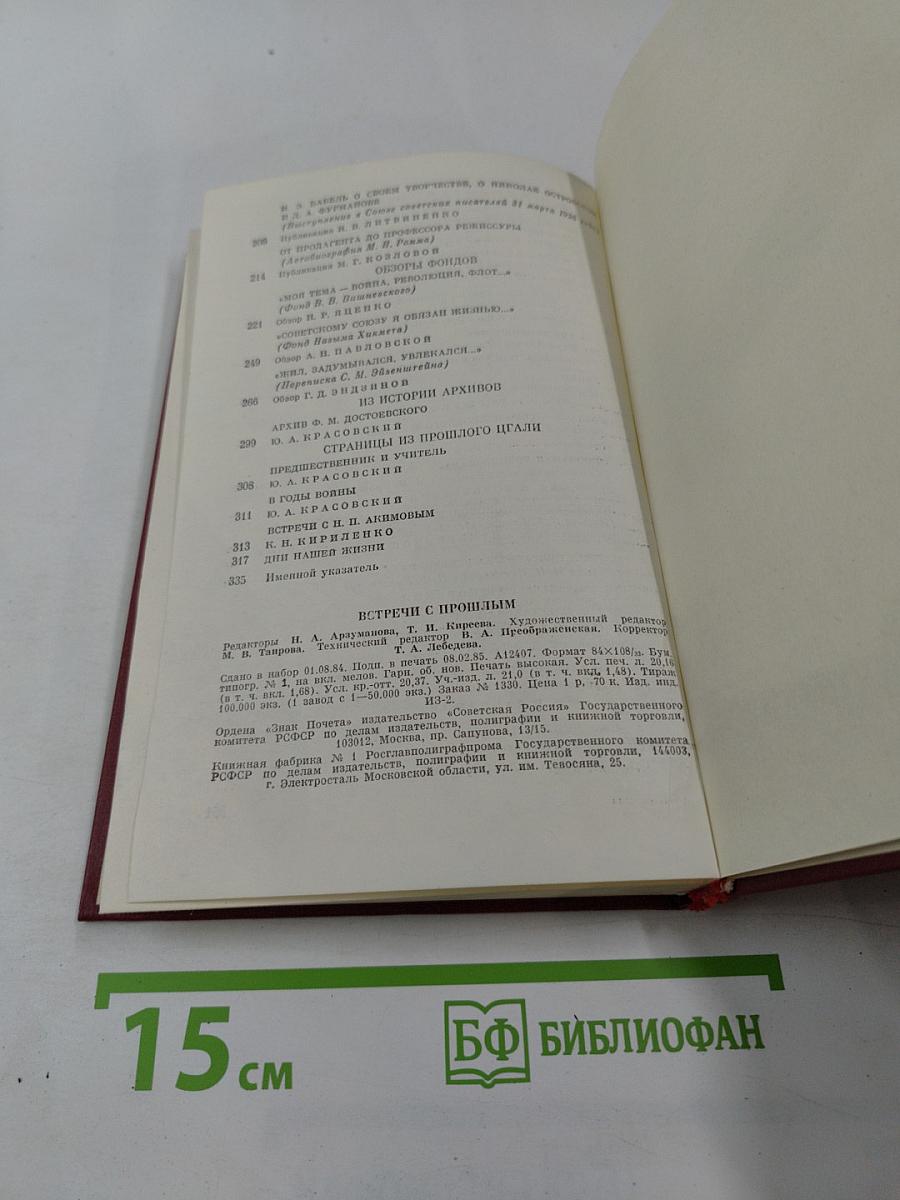 И. Э. БАБЕЛЬ О СВОЕМ ТВОРЧЕСТВЕ, О НИКОЛАЕ
И Д. А. ФУРМАНОВЕ
(Выступление в Союзе советских писателей 31 марта
208 Публикация Н. В. ЛИТВИНЕНКО
ОТ ПРОДАГЕНТА ДО ПРОФЕССОРА РЕЖИССУРЫ
(Автобиография М. И. Ромма)
214 Публикация М. Г. КОЗЛОВОЙ
ОБЗОРЫ ФОНДОВ
«МОЯ ТЕМА — ВОЙНА, РЕВОЛЮЦИЯ, ФЛОТ...»
(Фонд В. В. Вишневского)
221 Обзор Н. Р. ЯЦЕНКО
«СОВЕТСКОМУ СОЮЗУ Я ОБЯЗАН ЖИЗНЬЮ...»
(Фонд Назыма Хикмета)
249 Обзор А. Н. ПАВЛОВСКОЙ
«ЖИЛ, ЗАДУМЫВАЛСЯ, УВЛЕКАЛСЯ...»
(Переписка С. М. Эйзенштейна)
266 Обзор Г. Д. ЭНДЗИНОЙ
ИЗ ИСТОРИИ АРХИВОВ
АРХИВ Ф. М. ДОСТОЕВСКОГО
299 Ю. А. КРАСОВСКИЙ
СТРАНИЦЫ ИЗ ПРОШЛОГО ЦГАЛИ
ПРЕДШЕСТВЕННИК И УЧИТЕЛЬ
308 Ю. А. КРАСОВСКИЙ
В ГОДЫ ВОЙНЫ
311 Ю. А. КРАСОВСКИЙ
ВСТРЕЧИ С Н. П. АКИМОВЫМ
313 К. Н. КИРИЛЕНКО
317 ДНИ НАШЕЙ ЖИЗНИ
335 Именной указатель
ВСТРЕЧИ С ПРОШЛЫМ
Редакторы Н. А. Арзуманова, Т. И. Киреева. Художественный редактор
М. В. Таирова. Технический редактор В. А. Преображенская. Корректор
Т. А. Лебедева.
Сдано в набор 01.08.84. Подп. в печать 08.02.85. А12407. Формат 84×108/32. Бум.
типогр. № 1, на вкл. мелов. Гарн. об. нов. Печать высокая. Усл. печ. л. 20,16
(в т. ч. вкл. 1,68). Усл. кр.-отт. 20,37. Уч.-изд. л. 21,0 (в т. ч. вкл. 1,48). Тираж
100.000 экз. (1 завод с 1—50.000 экз.) Заказ № 1330. Цена 1 р. 70 к. Изд. инд.
ИЗ-2.
Ордена «Знак Почета» издательство «Советская Россия» Государственного
комитета РСФСР по делам издательств, полиграфии и книжной торговли,
103012, Москва, пр. Сапунова, 13/15.
Книжная фабрика № 1 Росглавполиграфпрома Государственного комитета
РСФСР по делам издательств, полиграфии и книжной торговли, 144003,
г. Электросталь Московской области, ул. им. Тевосяна, 25.
15 см
БФ БИБЛИОФАН